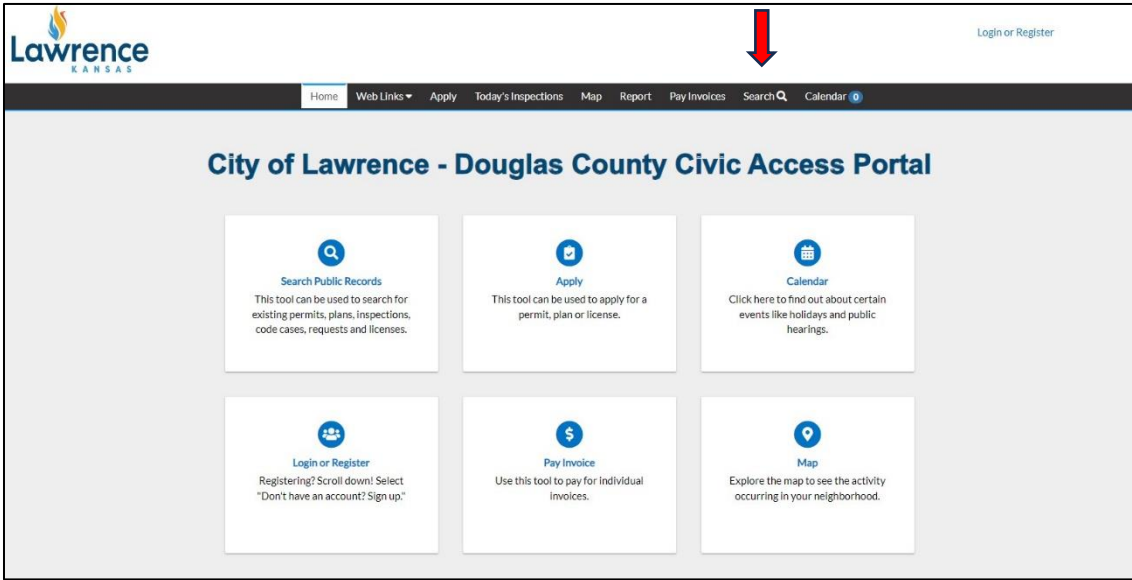 Lawrence
KANSAS
Login or Register
Home Web Links Apply Today's Inspections Map Report Pay Invoices Search Calendar 0
City of Lawrence - Douglas County Civic Access Portal
Search Public Records
This tool can be used to search for
existing permits, plans, inspections,
code cases, requests and licenses.
Apply
This tool can be used to apply for a
permit, plan or license.
Calendar
Click here to find out about certain
events like holidays and public
hearings.
Login or Register
Registering? Scroll down! Select
"Don't have an account? Sign up."
Pay Invoice
Use this tool to pay for individual
invoices.
Map
Explore the map to see the activity
occurring in your neighborhood.